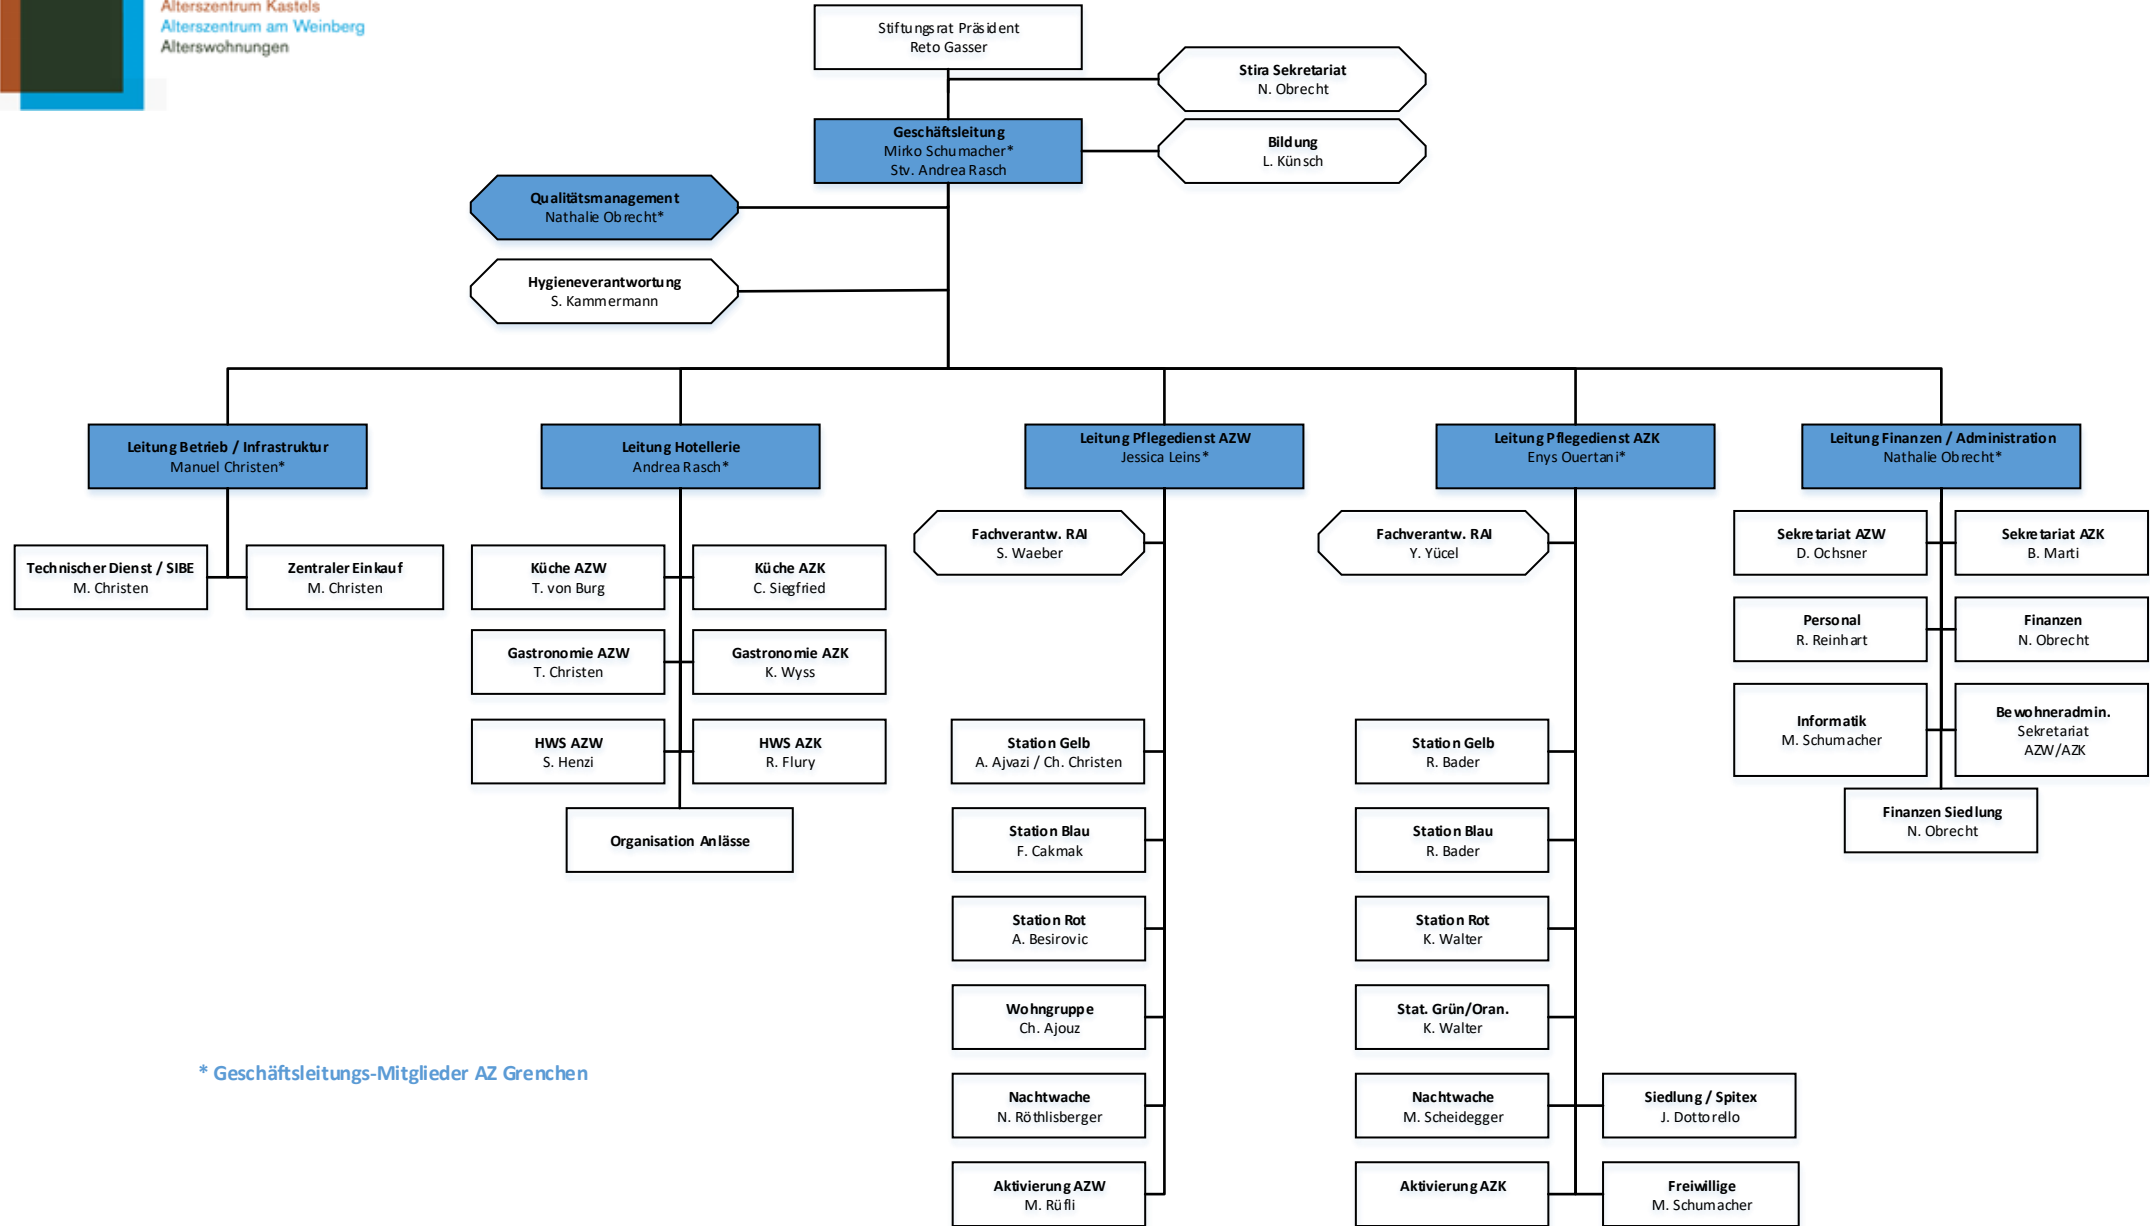 Alterszentrum Kastels
Alterszentrum am Weinberg
Alterswohnungen
Stiftungsrat Präsident
Reto Gasser
Stira Sekretariat
N. Obrecht
Geschäftsleitung
Mirko Schumacher*
Stv. Andrea Rasch
Bildung
L. Künsch
Qualitätsmanagement
Nathalie Obrecht*
Hygieneverantwortung
S. Kammermann
Leitung Betrieb / Infrastruktur
Manuel Christen*
Leitung Hotellerie
Andrea Rasch*
Leitung Pflegedienst AZW
Jessica Leins*
Leitung Pflegedienst AZK
Enys Ouertani*
Leitung Finanzen / Administration
Nathalie Obrecht*
Technischer Dienst / SIBE
M. Christen
Zentraler Einkauf
M. Christen
Küche AZW
T. von Burg
Küche AZK
C. Siegfried
Gastronomie AZW
T. Christen
Gastronomie AZK
K. Wyss
HWS AZW
S. Henzi
HWS AZK
R. Flury
Organisation Anlässe
Fachverantw. RAI
S. Waeber
Station Gelb
A. Ajvazi / Ch. Christen
Station Blau
F. Cakmak
Station Rot
A. Besirovic
Wohngruppe
Ch. Ajouz
Nachtwache
N. Röthlisberger
Aktivierung AZW
M. Rüfli
Fachverantw. RAI
Y. Yücel
Station Gelb
R. Bader
Station Blau
R. Bader
Station Rot
K. Walter
Stat. Grün/Oran.
K. Walter
Nachtwache
M. Scheidegger
Siedlung / Spitex
J. Dottorello
Aktivierung AZK
Freiwillige
M. Schumacher
Sekretariat AZW
D. Ochsner
Sekretariat AZK
B. Marti
Personal
R. Reinhart
Finanzen
N. Obrecht
Informatik
M. Schumacher
Bewohneradmin.
Sekretariat
AZW/AZK
Finanzen Siedlung
N. Obrecht
* Geschäftsleitungs-Mitglieder AZ Grenchen